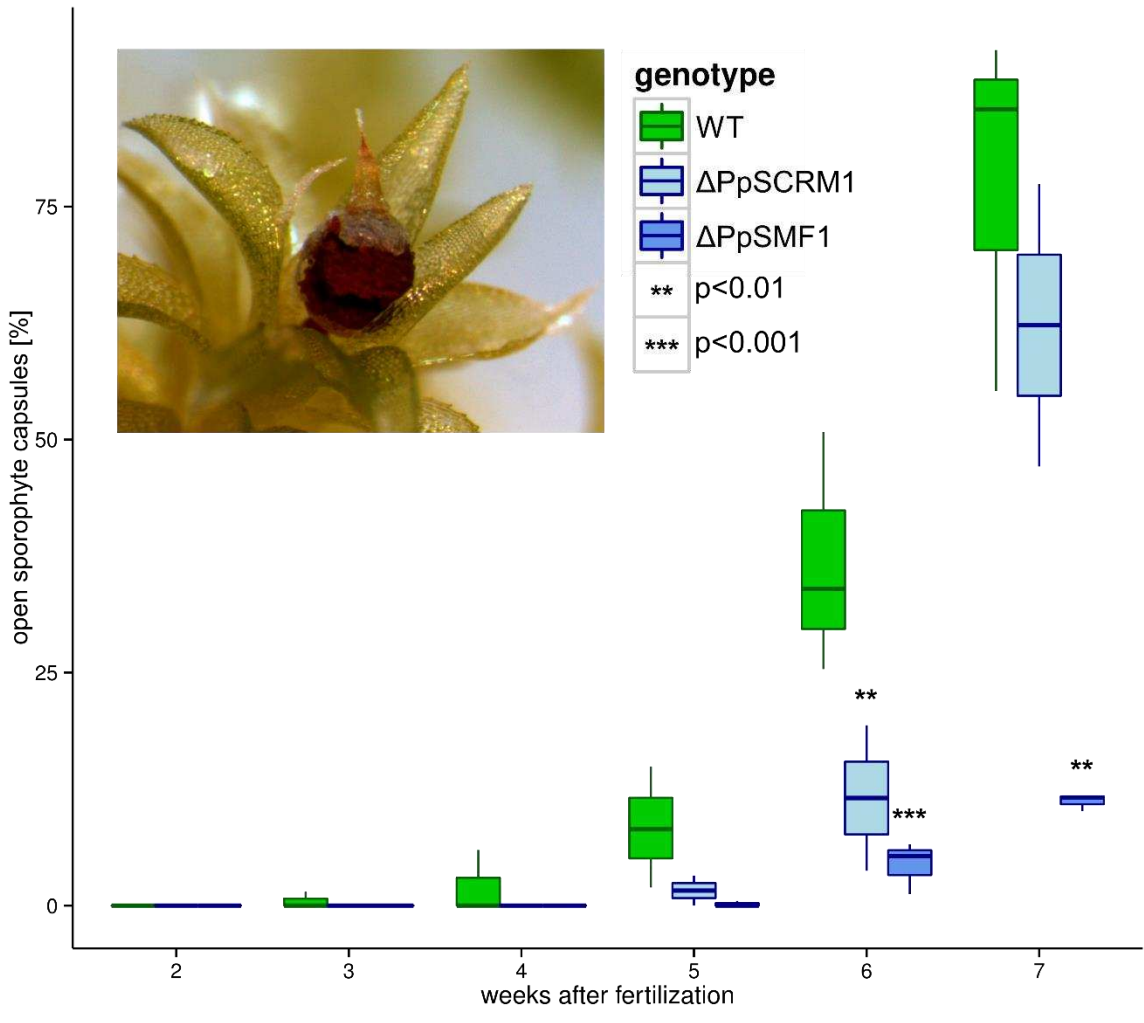 genotype
WT
ΔPpSCRM1
ΔPpSMF1
** p<0.01
*** p<0.001
open sporophyte capsules [%]
75
50
25
0
**
***
**
2 3 4 5 6 7
weeks after fertilization